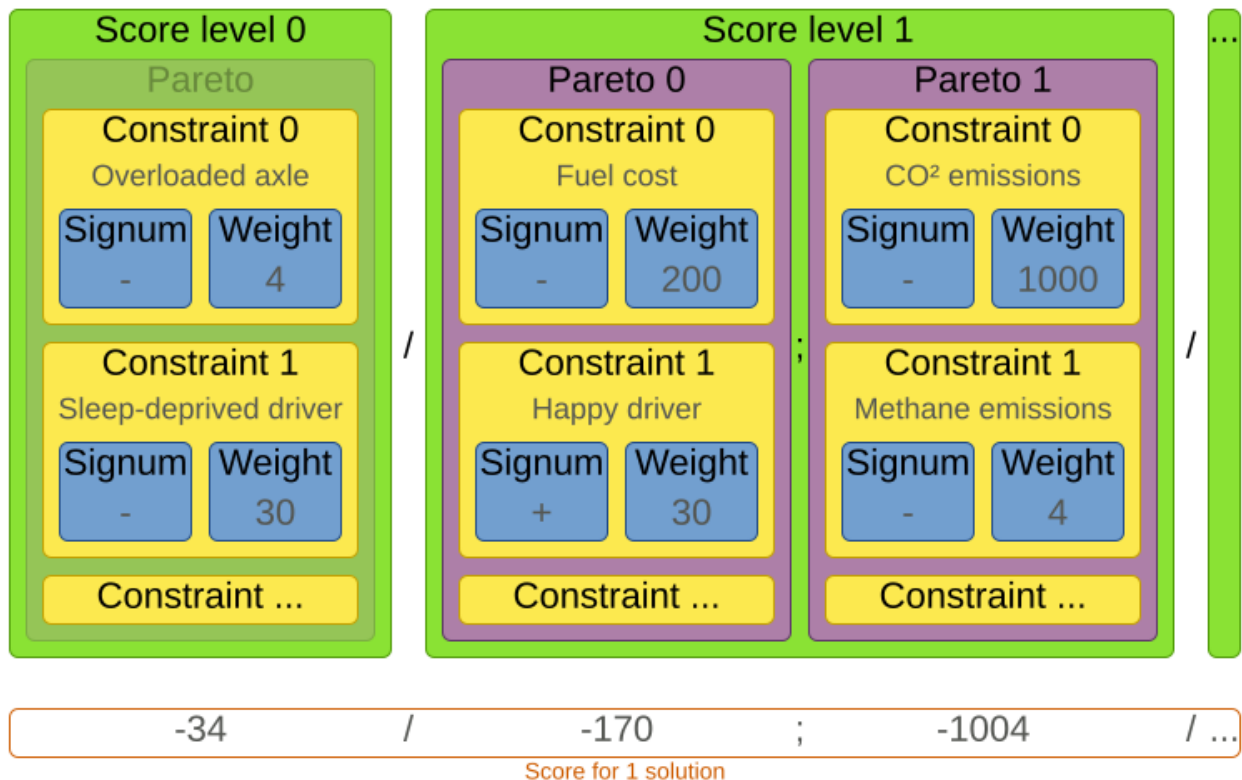 Score level 0
Pareto
Constraint 0
Overloaded axle
Signum Weight
- 4
Constraint 1
Sleep-deprived driver
Signum Weight
- 30
Constraint ...
/
Score level 1
Pareto 0
Constraint 0
Fuel cost
Signum Weight
- 200
Constraint 1
Happy driver
Signum Weight
+ 30
Constraint ...
;
Pareto 1
Constraint 0
CO² emissions
Signum Weight
- 1000
Constraint 1
Methane emissions
Signum Weight
- 4
Constraint ...
/
...
-34 / -170 ; -1004 / ...
Score for 1 solution